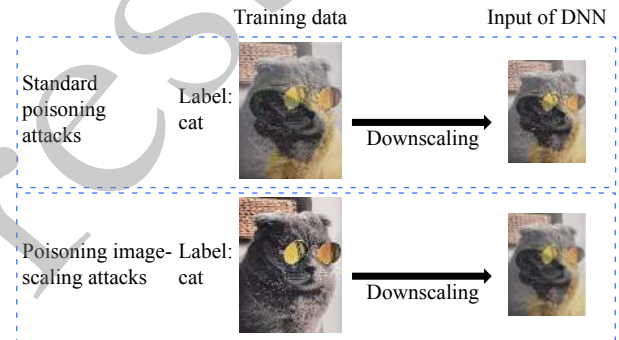 Training data
Input of DNN
Standard
poisoning
attacks
Label:
cat
Downscaling
Poisoning image-
scaling attacks
Label:
cat
Downscaling